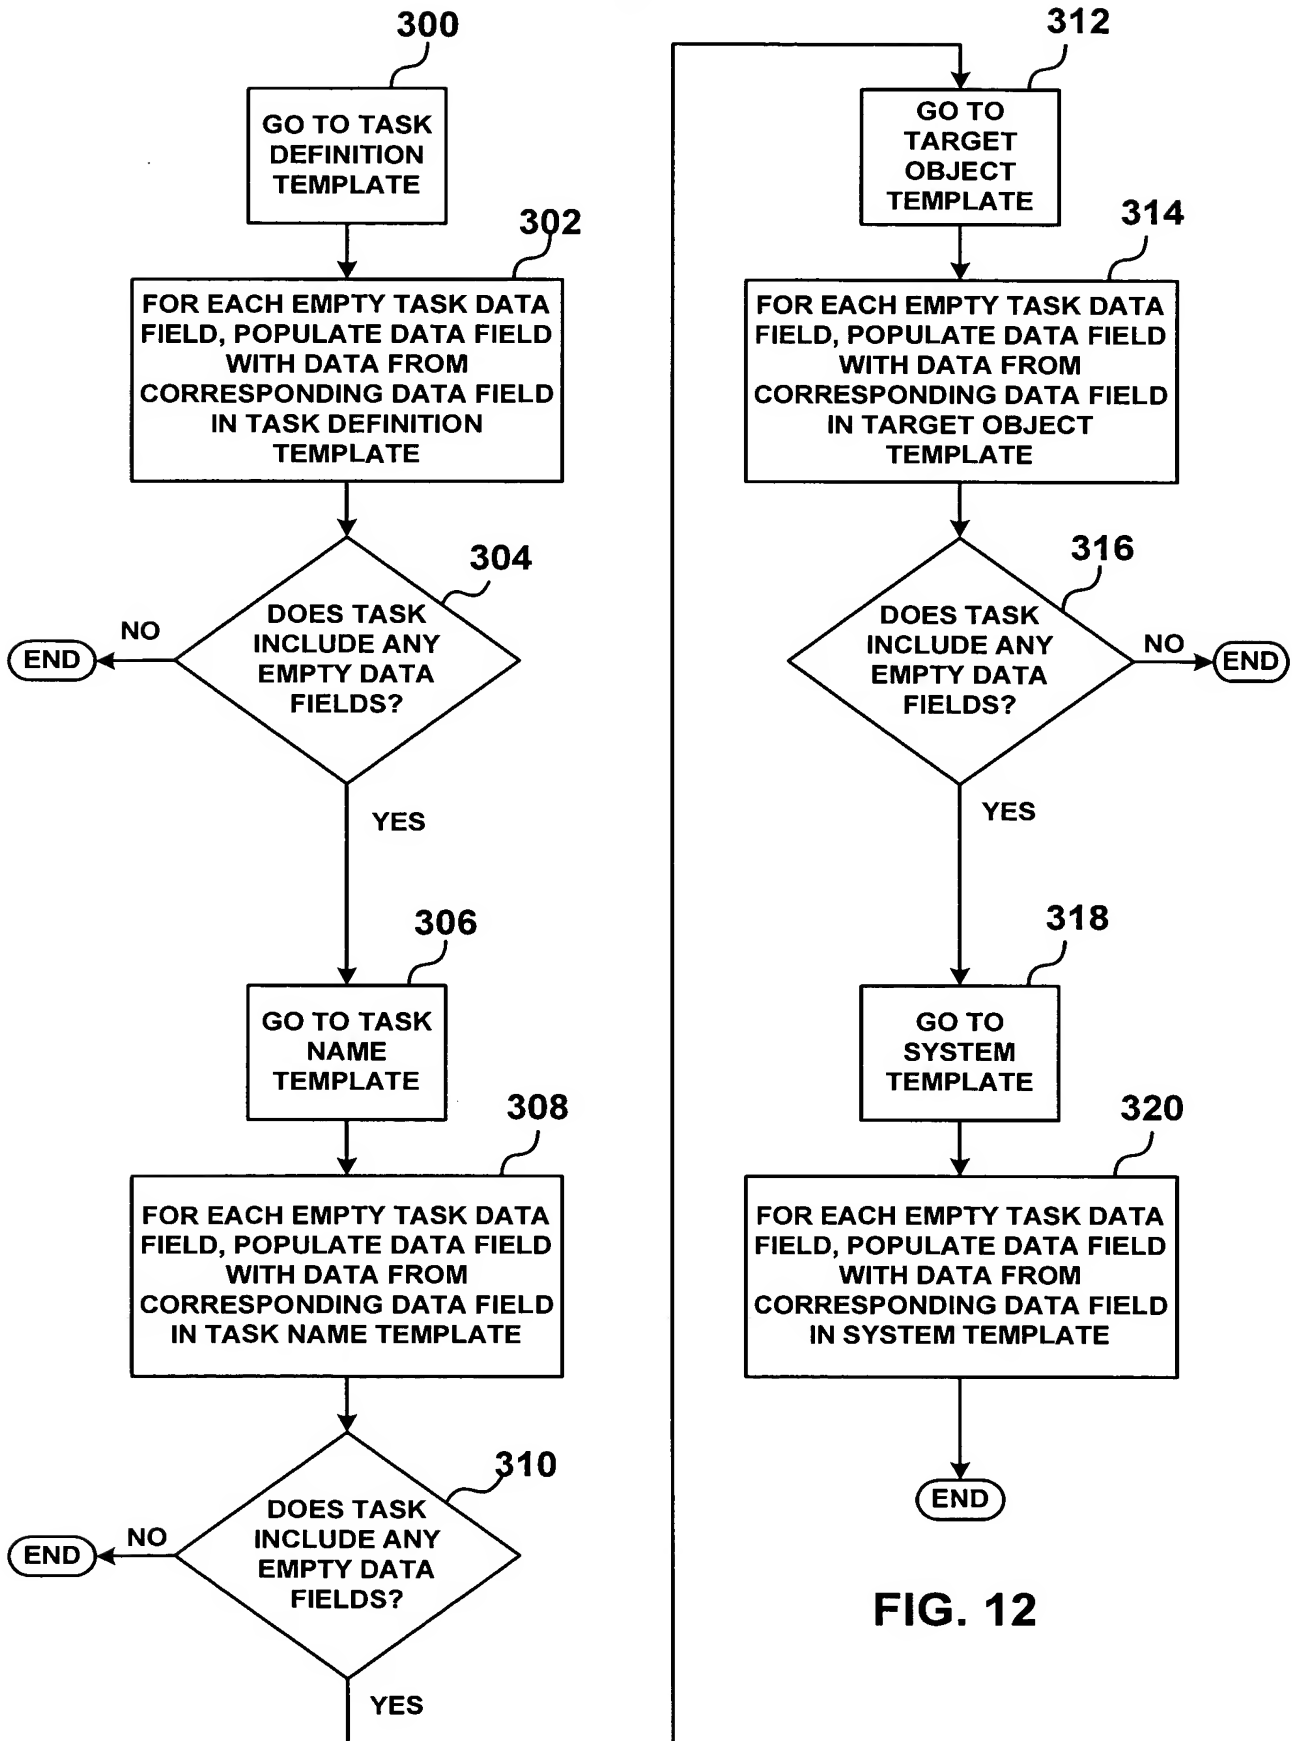 300
GO TO TASK
DEFINITION
TEMPLATE
302
FOR EACH EMPTY TASK DATA
FIELD, POPULATE DATA FIELD
WITH DATA FROM
CORRESPONDING DATA FIELD
IN TASK DEFINITION
TEMPLATE
304
DOES TASK
INCLUDE ANY
EMPTY DATA
FIELDS?
NO
END
YES
306
GO TO TASK
NAME
TEMPLATE
308
FOR EACH EMPTY TASK DATA
FIELD, POPULATE DATA FIELD
WITH DATA FROM
CORRESPONDING DATA FIELD
IN TASK NAME TEMPLATE
310
DOES TASK
INCLUDE ANY
EMPTY DATA
FIELDS?
NO
END
YES
312
GO TO
TARGET
OBJECT
TEMPLATE
314
FOR EACH EMPTY TASK DATA
FIELD, POPULATE DATA FIELD
WITH DATA FROM
CORRESPONDING DATA FIELD
IN TARGET OBJECT
TEMPLATE
316
DOES TASK
INCLUDE ANY
EMPTY DATA
FIELDS?
NO
END
YES
318
GO TO
SYSTEM
TEMPLATE
320
FOR EACH EMPTY TASK DATA
FIELD, POPULATE DATA FIELD
WITH DATA FROM
CORRESPONDING DATA FIELD
IN SYSTEM TEMPLATE
END
FIG. 12